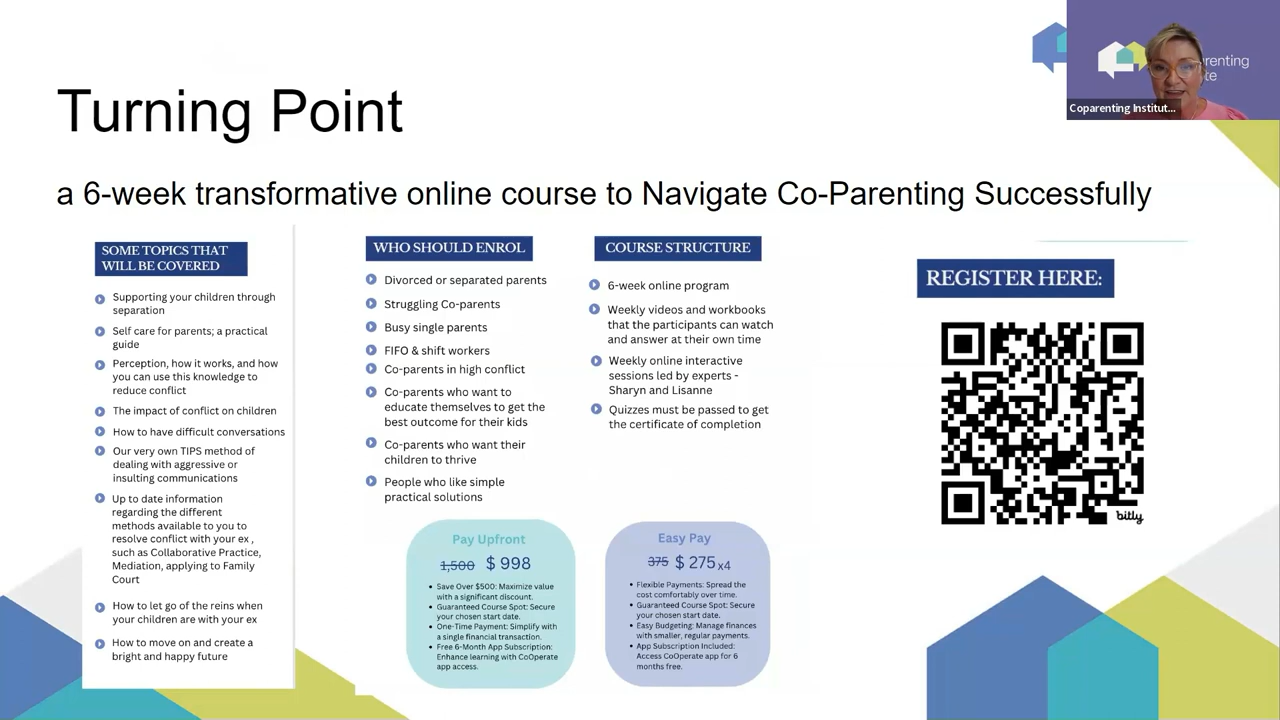 Turning Point
a 6-week transformative online course to Navigate Co-Parenting Successfully
SOME TOPICS THAT
WILL BE COVERED
Supporting your children through
separation
Self care for parents; a practical
guide
Perception, how it works, and how
you can use this knowledge to
reduce conflict
The impact of conflict on children
How to have difficult conversations
Our very own TIPS method of
dealing with aggressive or
insulting communications
Up to date information
regarding the different
methods available to you to
resolve conflict with your ex ,
such as Collaborative Practice,
Mediation, applying to Family
Court
How to let go of the reins when
your children are with your ex
How to move on and create a
bright and happy future
WHO SHOULD ENROL
Divorced or separated parents
Struggling Co-parents
Busy single parents
FIFO & shift workers
Co-parents in high conflict
Co-parents who want to
educate themselves to get the
best outcome for their kids
Co-parents who want their
children to thrive
People who like simple
practical solutions
COURSE STRUCTURE
6-week online program
Weekly videos and workbooks
that the participants can watch
and answer at their own time
Weekly online interactive
sessions led by experts -
Sharyn and Lisanne
Quizzes must be passed to get
the certificate of completion
Pay Upfront
1,500 $ 998
Save Over $500: Maximize value
with a significant discount.
Guaranteed Course Spot: Secure
your chosen start date.
One-Time Payment: Simplify with
a single financial transaction.
Free 6-Month App Subscription:
Enhance learning with CoOperate
app access.
Easy Pay
375 $ 275 x4
Flexible Payments: Spread the
cost comfortably over time.
Guaranteed Course Spot: Secure
your chosen start date.
Easy Budgeting: Manage finances
with smaller, regular payments.
App Subscription Included:
Access CoOperate app for 6
months free.
REGISTER HERE:
bitly
renting
te
Coparenting Institut...